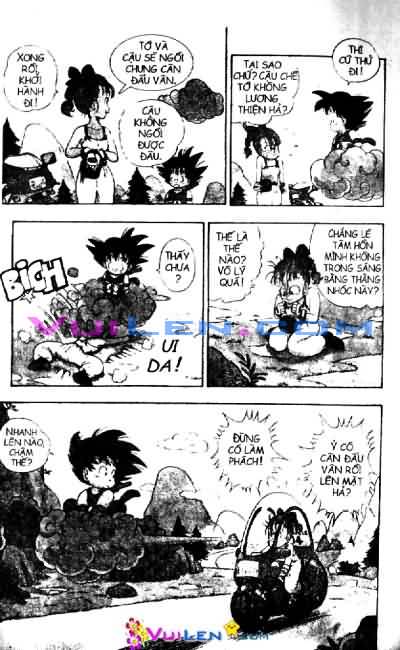 XONG
RỒI,
KHỞI
HÀNH
ĐI!
TỚ VÀ
CẬU SẼ NGỒI
CHUNG CÂN
ĐẨU VÂN.
CẬU
KHÔNG
NGỒI
ĐƯỢC
ĐÂU.
TẠI SAO
CHỨ? CẬU CHÊ
TỚ KHÔNG
LƯƠNG
THIỆN HẢ?
THÌ
CỨ THỬ
ĐI!
BỊCH
THẤY
CHƯA
?
UI
DA!
THẾ LÀ
THẾ
NÀO?
VÔ LÝ
QUÁ!
CHẲNG LẼ
TÂM HỒN
MÌNH KHÔNG
TRONG SÁNG
BẰNG THẰNG
NHÓC NÀY?
VUILEN.COM
NHANH
LÊN NÀO,
CHẬM
THẾ?
ĐỪNG
CÓ LÀM
PHÁCH!
Ỷ CÓ
CÂN ĐẨU
VÂN RỒI
LÊN MẶT
HẢ?
VUILEN.COM